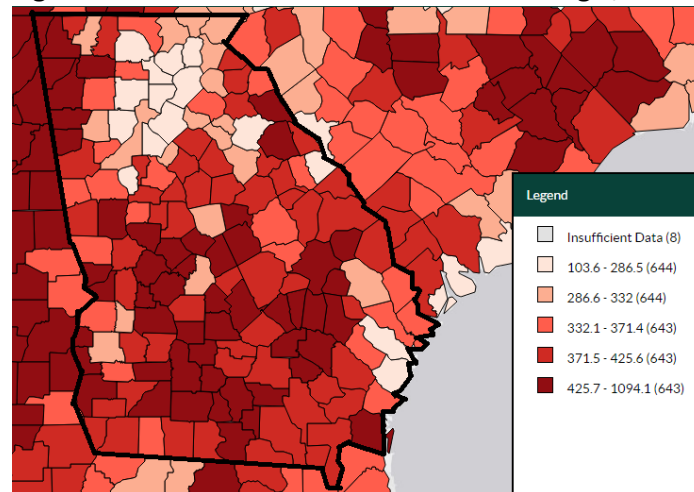 Legend
Insufficient Data (8)
103.6 - 286.5 (644)
286.6 - 332 (644)
332.1 - 371.4 (643)
371.5 - 425.6 (643)
425.7 - 1094.1 (643)